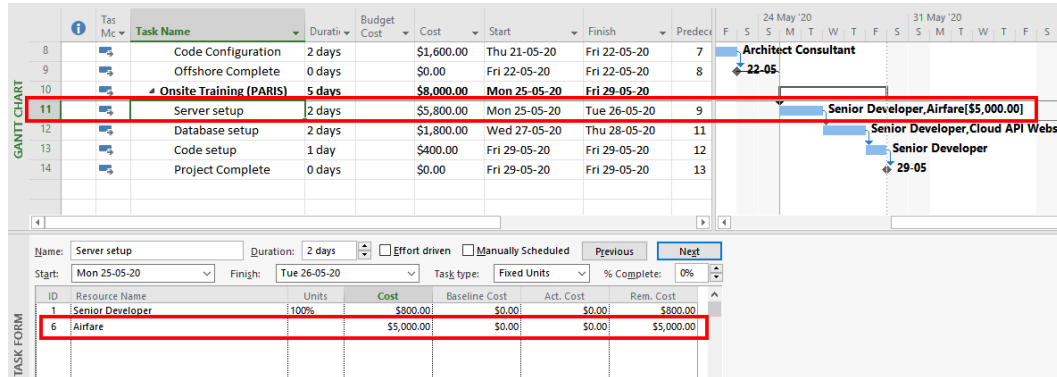 Tas
Mc
Task Name
Durati
Budget
Cost
Cost
Start
Finish
Predece
24 May '20
31 May '20
F S S M T W T F S S M T W T F S
8 Code Configuration 2 days $1,600.00 Thu 21-05-20 Fri 22-05-20 7 Architect Consultant
9 Offshore Complete 0 days $0.00 Fri 22-05-20 Fri 22-05-20 8 22-05
10 Onsite Training (PARIS) 5 days $8,000.00 Mon 25-05-20 Fri 29-05-20
11 Server setup 2 days $5,800.00 Mon 25-05-20 Tue 26-05-20 9 Senior Developer,Airfare[$5,000.00]
12 Database setup 2 days $1,800.00 Wed 27-05-20 Thu 28-05-20 11 Senior Developer,Cloud API Webs
13 Code setup 1 day $400.00 Fri 29-05-20 Fri 29-05-20 12 Senior Developer
14 Project Complete 0 days $0.00 Fri 29-05-20 Fri 29-05-20 13 29-05
GANTT CHART
Name: Server setup Duration: 2 days Effort driven Manually Scheduled Previous Next
Start: Mon 25-05-20 Finish: Tue 26-05-20 Task type: Fixed Units % Complete: 0%
ID Resource Name Units Cost Baseline Cost Act. Cost Rem. Cost
1 Senior Developer 100% $800.00 $0.00 $0.00 $800.00
6 Airfare $5,000.00 $0.00 $0.00 $5,000.00
TASK FORM